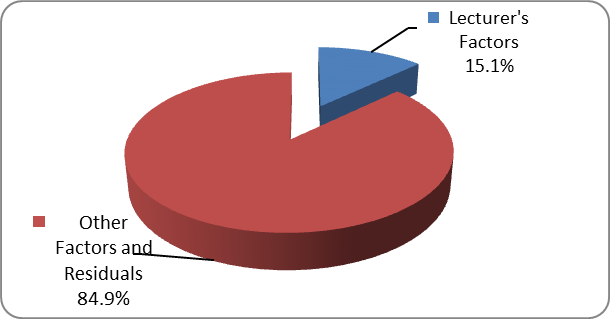 Lecturer's
Factors
15.1%
Other
Factors and
Residuals
84.9%